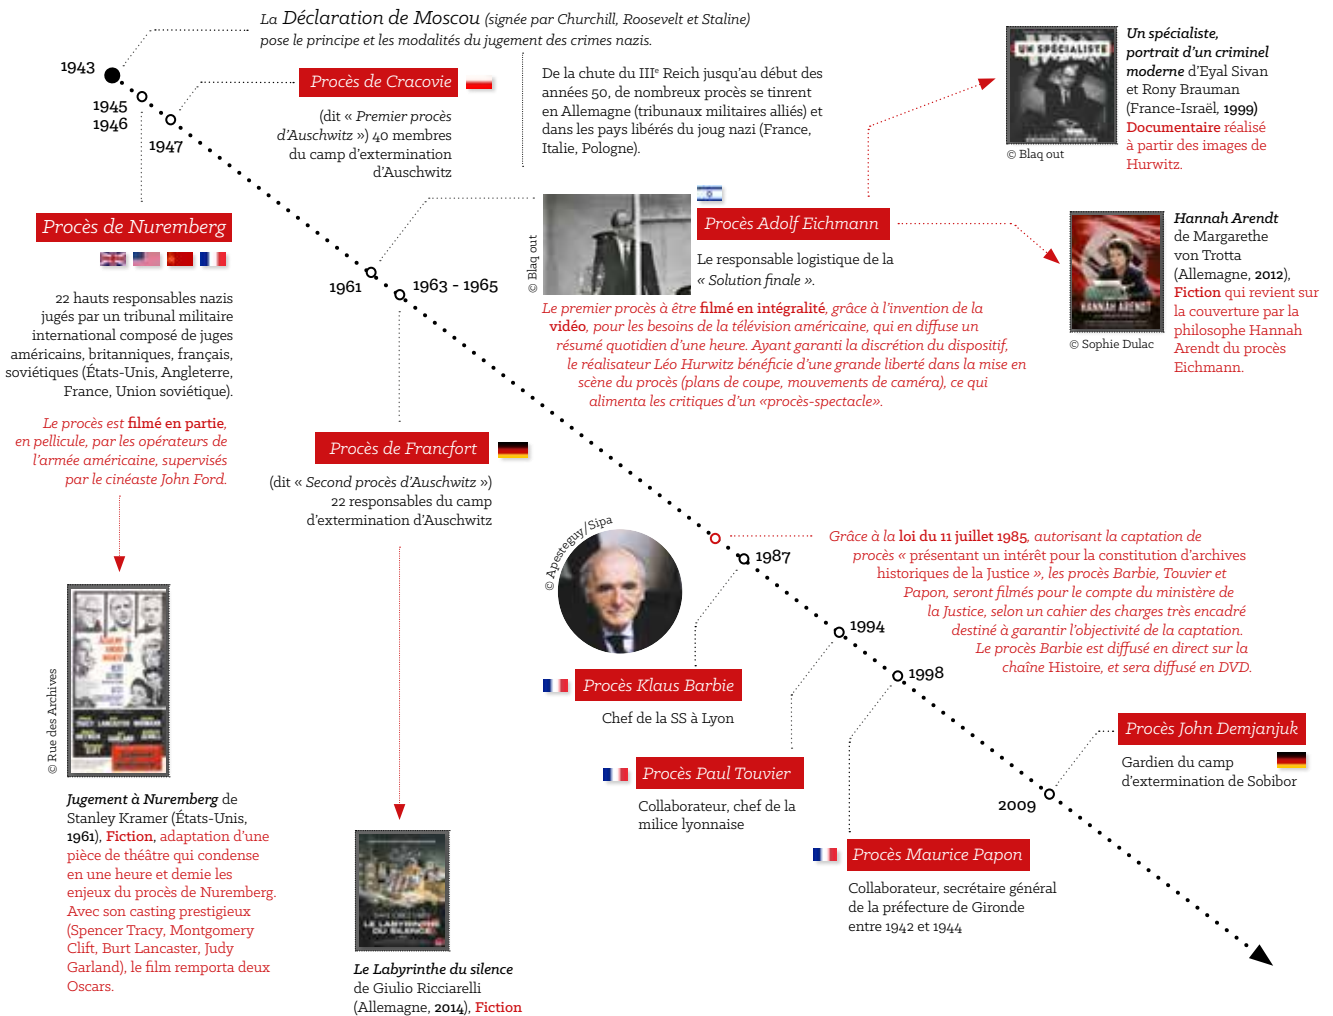 La Déclaration de Moscou (signée par Churchill, Roosevelt et Staline)
pose le principe et les modalités du jugement des crimes nazis.
1943
1945
1946
1947
Procès de Cracovie
(dit « Premier procès
d'Auschwitz ») 40 membres
du camp d'extermination
d'Auschwitz
De la chute du IIIe Reich jusqu'au début des
années 50, de nombreux procès se tinrent
en Allemagne (tribunaux militaires alliés) et
dans les pays libérés du joug nazi (France,
Italie, Pologne).
UN SPÉCIALISTE
© Blaq out
Un spécialiste,
portrait d'un criminel
moderne d'Eyal Sivan
et Rony Brauman
(France-Israël, 1999)
Documentaire réalisé
à partir des images de
Hurwitz.
Procès de Nuremberg
22 hauts responsables nazis
jugés par un tribunal militaire
international composé de juges
américains, britanniques, français,
soviétiques (États-Unis, Angleterre,
France, Union soviétique).
Le procès est filmé en partie,
en pellicule, par les opérateurs de
l'armée américaine, supervisés
par le cinéaste John Ford.
1961
1963 - 1965
© Blaq out
Procès Adolf Eichmann
Le responsable logistique de la
« Solution finale ».
Le premier procès à être filmé en intégralité, grâce à l'invention de la
vidéo, pour les besoins de la télévision américaine, qui en diffuse un
résumé quotidien d'une heure. Ayant garanti la discrétion du dispositif,
le réalisateur Léo Hurwitz bénéficie d'une grande liberté dans la mise en
scène du procès (plans de coupe, mouvements de caméra), ce qui
alimenta les critiques d'un «procès-spectacle».
HANNAH ARENDT
© Sophie Dulac
Hannah Arendt
de Margarethe
von Trotta
(Allemagne, 2012),
Fiction qui revient sur
la couverture par la
philosophe Hannah
Arendt du procès
Eichmann.
Procès de Francfort
(dit « Second procès d'Auschwitz »)
22 responsables du camp
d'extermination d'Auschwitz
© Apesteguy/Sipa
1987
Grâce à la loi du 11 juillet 1985, autorisant la captation de
procès « présentant un intérêt pour la constitution d'archives
historiques de la Justice », les procès Barbie, Touvier et
Papon, seront filmés pour le compte du ministère de
la Justice, selon un cahier des charges très encadré
destiné à garantir l'objectivité de la captation.
Le procès Barbie est diffusé en direct sur la
chaîne Histoire, et sera diffusé en DVD.
1994
1998
Procès Klaus Barbie
Chef de la SS à Lyon
Procès Paul Touvier
Collaborateur, chef de la
milice lyonnaise
Procès Maurice Papon
Collaborateur, secrétaire général
de la préfecture de Gironde
entre 1942 et 1944
2009
Procès John Demjanjuk
Gardien du camp
d'extermination de Sobibor
© Rue des Archives
Jugement à Nuremberg de
Stanley Kramer (États-Unis,
1961), Fiction, adaptation d'une
pièce de théâtre qui condense
en une heure et demie les
enjeux du procès de Nuremberg.
Avec son casting prestigieux
(Spencer Tracy, Montgomery
Clift, Burt Lancaster, Judy
Garland), le film remporta deux
Oscars.
LE LABYRINTHE
DU SILENCE
Le Labyrinthe du silence
de Giulio Ricciarelli
(Allemagne, 2014), Fiction